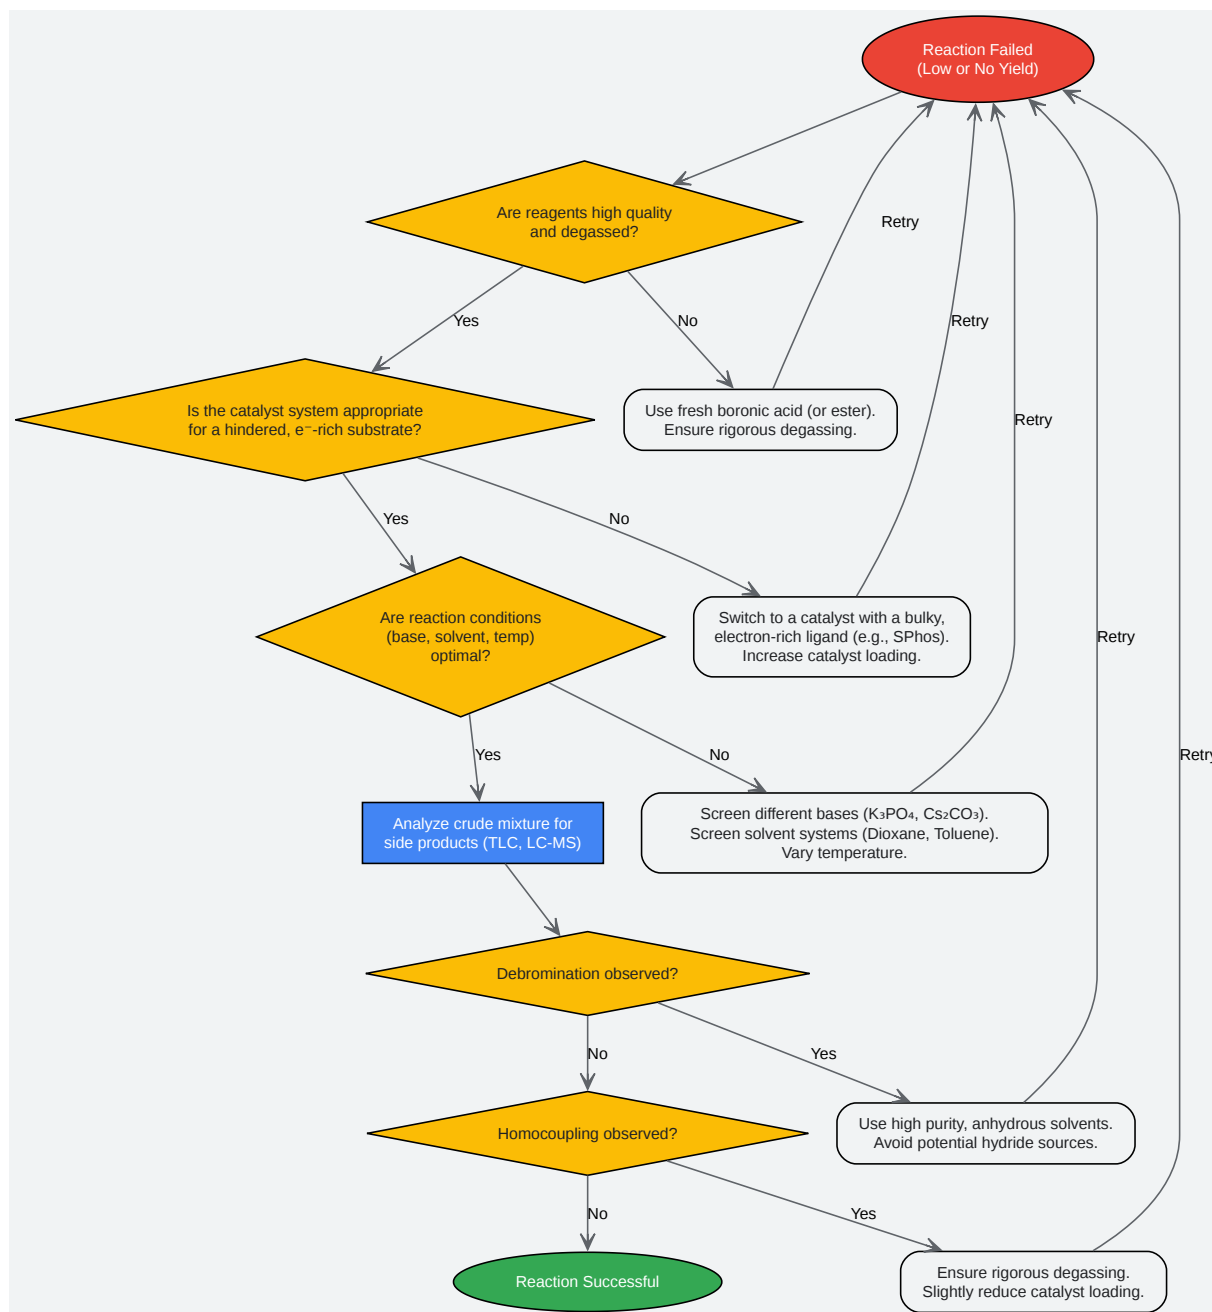 Reaction Failed
(Low or No Yield)
Are reagents high quality
and degassed?
Retry
Yes
No
Retry
Is the catalyst system appropriate
for a hindered, e⁻-rich substrate?
Use fresh boronic acid (or ester).
Ensure rigorous degassing.
Retry
Yes
No
Are reaction conditions
(base, solvent, temp)
optimal?
Switch to a catalyst with a bulky,
electron-rich ligand (e.g., SPhos).
Increase catalyst loading.
Retry
Yes
No
Retry
Analyze crude mixture for
side products (TLC, LC-MS)
Screen different bases (K₃PO₄, Cs₂CO₃).
Screen solvent systems (Dioxane, Toluene).
Vary temperature.
Debromination observed?
No
Yes
Homocoupling observed?
Use high purity, anhydrous solvents.
Avoid potential hydride sources.
No
Yes
Reaction Successful
Ensure rigorous degassing.
Slightly reduce catalyst loading.